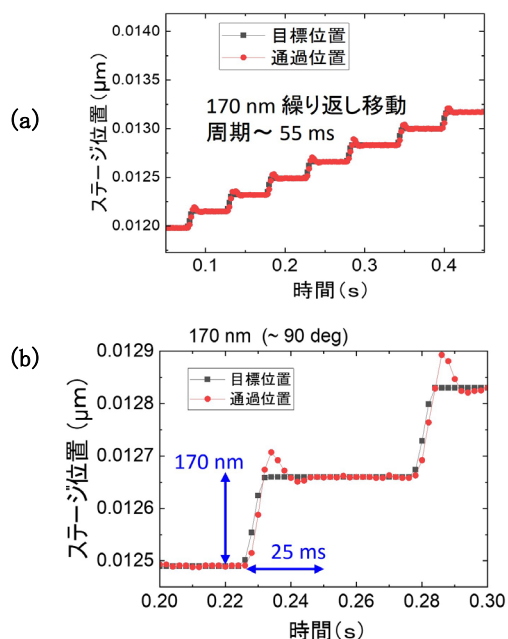 (a)
ステージ位置(μm)
0.0140
0.0130
0.0120
目標位置
通過位置
170 nm 繰り返し移動
周期～ 55 ms
0.1
0.2
0.3
0.4
時間(s)
(b)
170 nm (~ 90 deg)
ステージ位置(μm)
0.0129
0.0128
0.0127
0.0126
0.0125
目標位置
通過位置
170 nm
25 ms
0.20
0.22
0.24
0.26
0.28
0.30
時間(s)